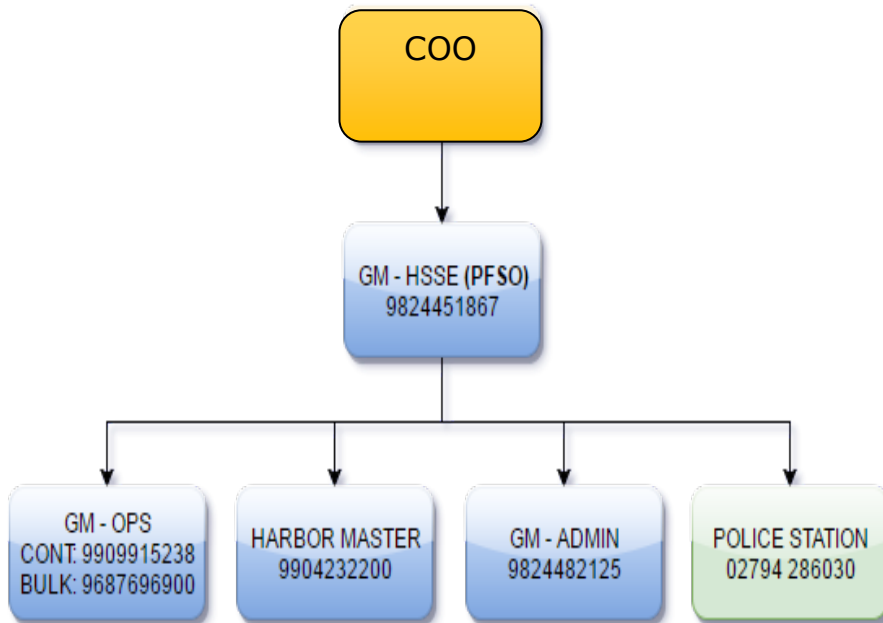 COO
GM - HSSE (PFSO)
9824451867
GM - OPS
CONT: 9909915238
BULK: 9687696900
HARBOR MASTER
9904232200
GM - ADMIN
9824482125
POLICE STATION
02794 286030